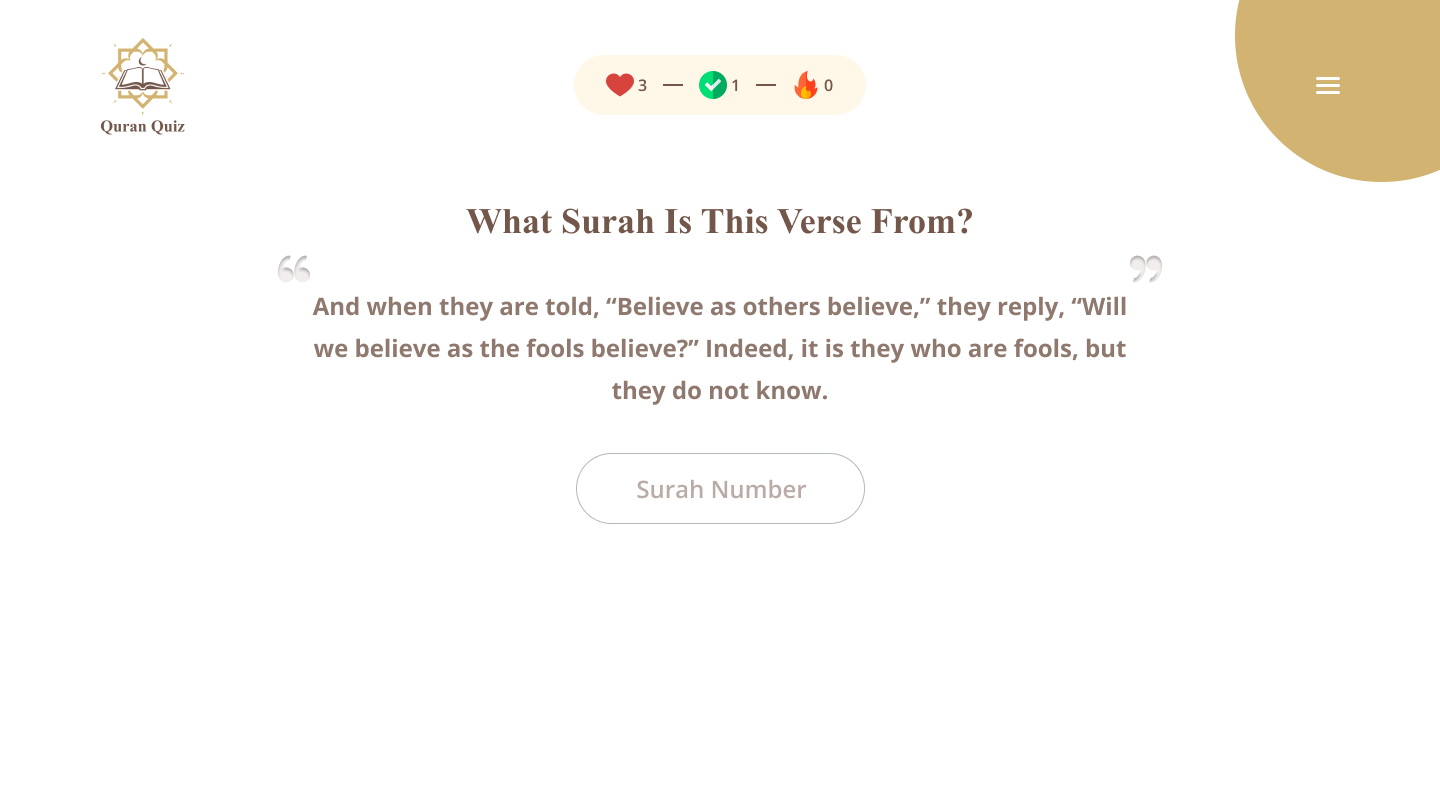 Quran Quiz
3 — 1 — 0
What Surah Is This Verse From?
“ ”
And when they are told, “Believe as others believe,” they reply, “Will
we believe as the fools believe?” Indeed, it is they who are fools, but
they do not know.
Surah Number